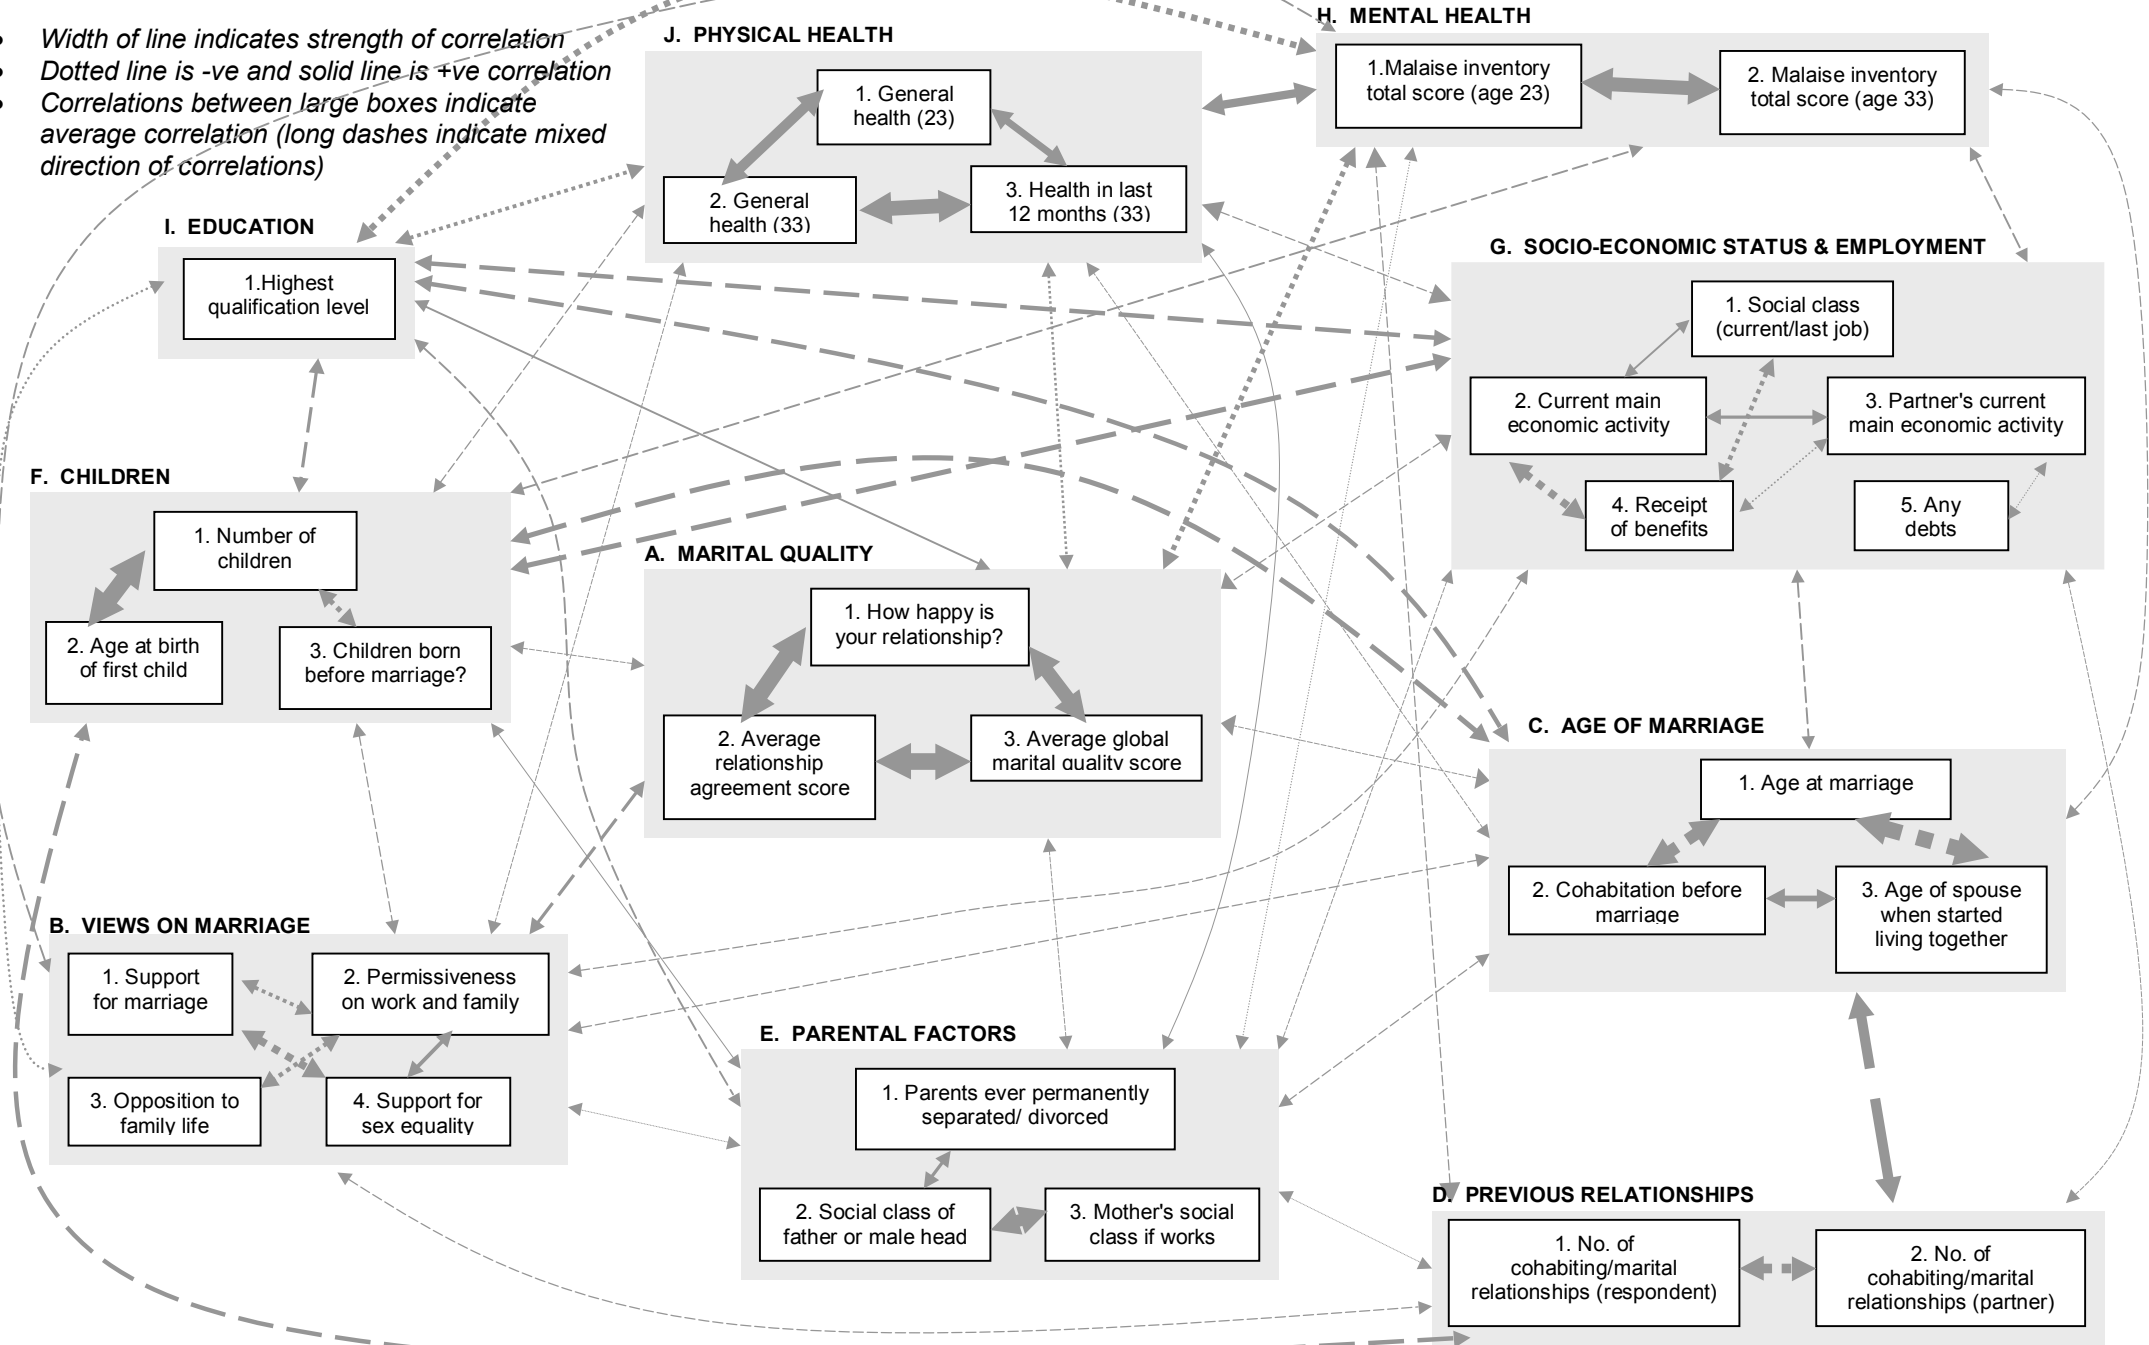 • Width of line indicates strength of correlation
• Dotted line is -ve and solid line is +ve correlation
• Correlations between large boxes indicate
average correlation (long dashes indicate mixed
direction of correlations)
J. PHYSICAL HEALTH
1. General
health (23)
2. General
health (33)
3. Health in last
12 months (33)
H. MENTAL HEALTH
1.Malaise inventory
total score (age 23)
2. Malaise inventory
total score (age 33)
I. EDUCATION
1.Highest
qualification level
G. SOCIO-ECONOMIC STATUS & EMPLOYMENT
1. Social class
(current/last job)
2. Current main
economic activity
3. Partner's current
main economic activity
4. Receipt
of benefits
5. Any
debts
F. CHILDREN
1. Number of
children
2. Age at birth
of first child
3. Children born
before marriage?
A. MARITAL QUALITY
1. How happy is
your relationship?
2. Average
relationship
agreement score
3. Average global
marital quality score
C. AGE OF MARRIAGE
1. Age at marriage
2. Cohabitation before
marriage
3. Age of spouse
when started
living together
B. VIEWS ON MARRIAGE
1. Support
for marriage
2. Permissiveness
on work and family
3. Opposition to
family life
4. Support for
sex equality
E. PARENTAL FACTORS
1. Parents ever permanently
separated/ divorced
2. Social class of
father or male head
3. Mother's social
class if works
D. PREVIOUS RELATIONSHIPS
1. No. of
cohabiting/marital
relationships (respondent)
2. No. of
cohabiting/marital
relationships (partner)